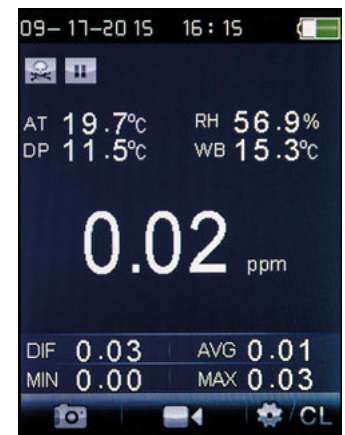 09-17-2015 16:15
AT 19.7°C RH 56.9%
DP 11.5°C WB 15.3°C
0.02 ppm
DIF 0.03 AVG 0.01
MIN 0.00 MAX 0.03
/CL